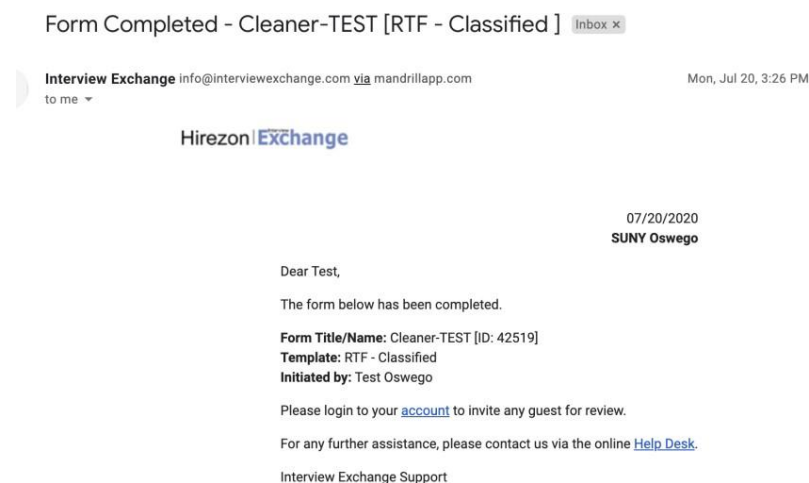 Form Completed - Cleaner-TEST [RTF - Classified ] Inbox ×
Interview Exchange info@interviewexchange.com via mandrillapp.com Mon, Jul 20, 3:26 PM
to me
Hirezon Exchange
07/20/2020
SUNY Oswego
Dear Test,
The form below has been completed.
Form Title/Name: Cleaner-TEST [ID: 42519]
Template: RTF - Classified
Initiated by: Test Oswego
Please login to your account to invite any guest for review.
For any further assistance, please contact us via the online Help Desk.
Interview Exchange Support